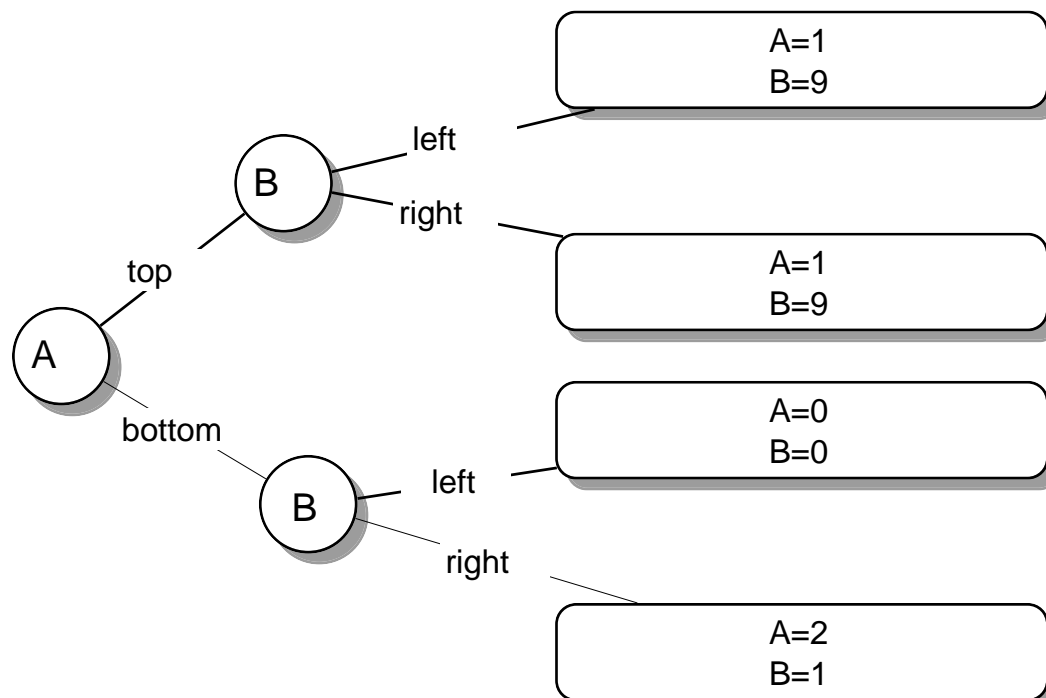 A=1
B=9
left
B
right
top
A=1
B=9
A
A=0
B=0
bottom
left
B
right
A=2
B=1